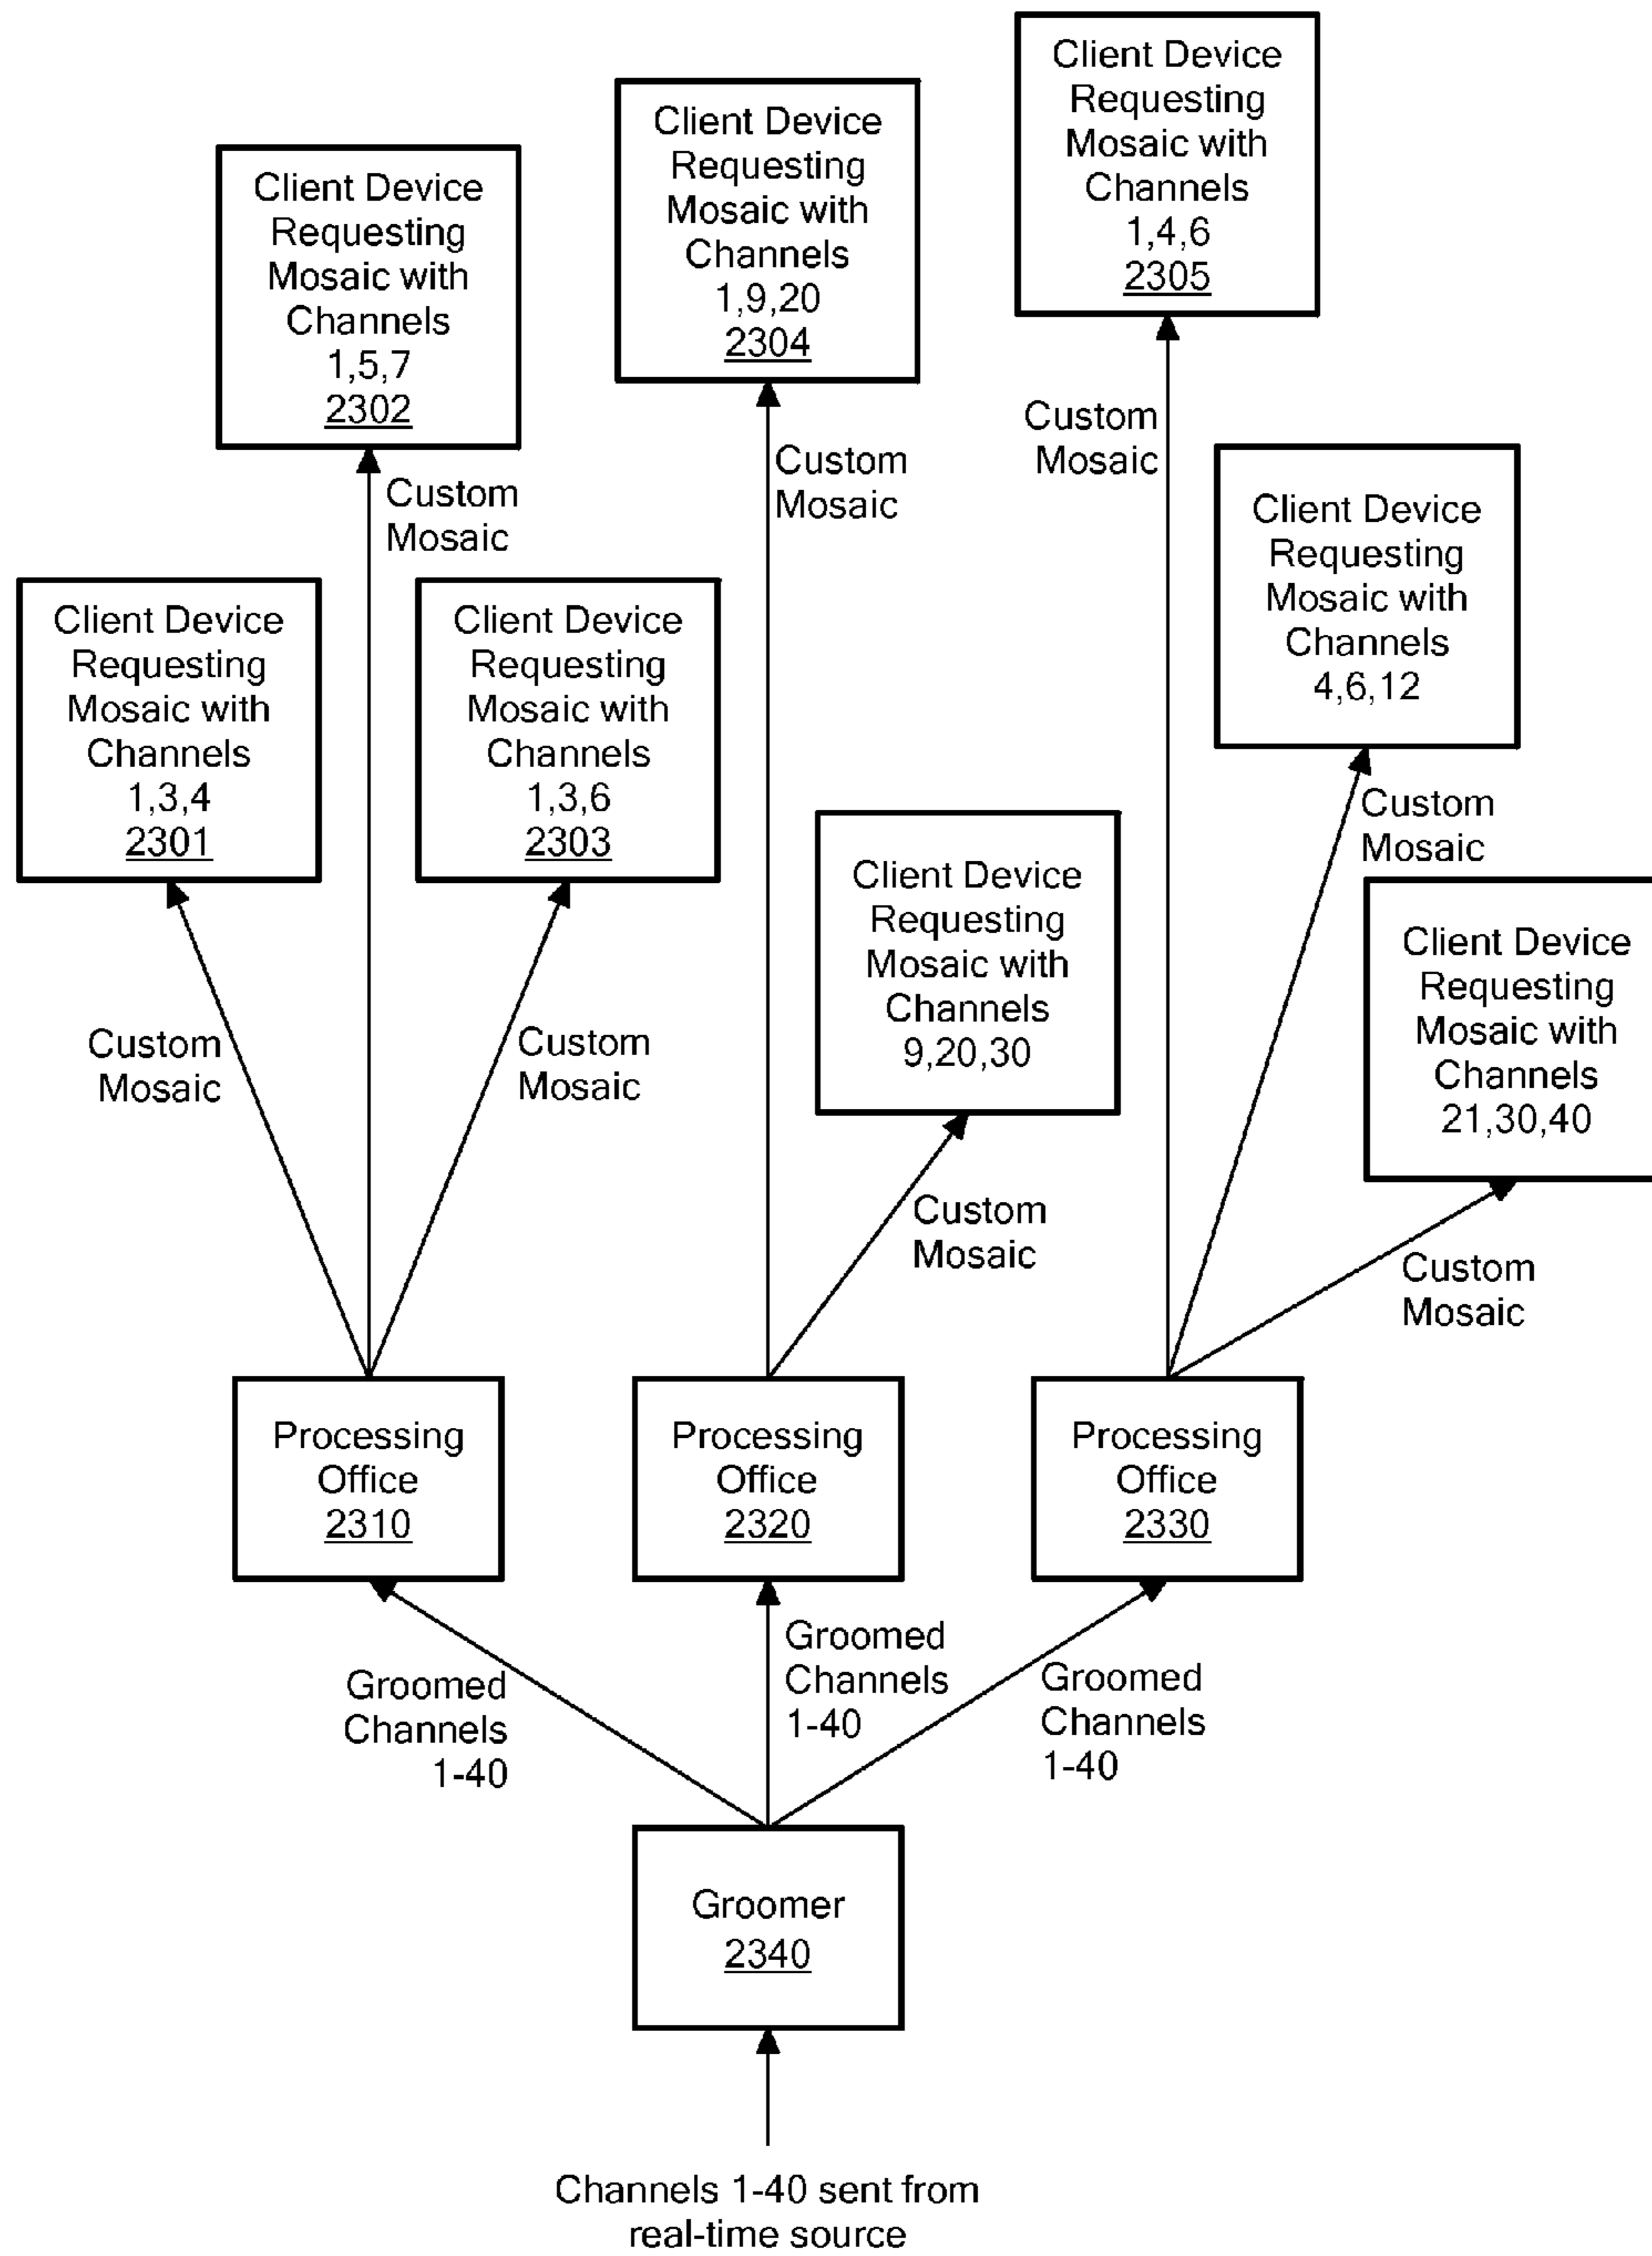 Client Device
Requesting
Mosaic with
Channels
1,4,6
2305
Client Device
Requesting
Mosaic with
Channels
1,9,20
2304
Client Device
Requesting
Mosaic with
Channels
1,5,7
2302
Custom
Mosaic
Custom
Mosaic
Custom
Mosaic
Client Device
Requesting
Mosaic with
Channels
4,6,12
Client Device
Requesting
Mosaic with
Channels
1,3,4
2301
Client Device
Requesting
Mosaic with
Channels
1,3,6
2303
Custom
Mosaic
Client Device
Requesting
Mosaic with
Channels
9,20,30
Client Device
Requesting
Mosaic with
Channels
21,30,40
Custom
Mosaic
Custom
Mosaic
Custom
Mosaic
Custom
Mosaic
Processing
Office
2310
Processing
Office
2320
Processing
Office
2330
Groomed
Channels
1-40
Groomed
Channels
1-40
Groomed
Channels
1-40
Groomer
2340
Channels 1-40 sent from
real-time source